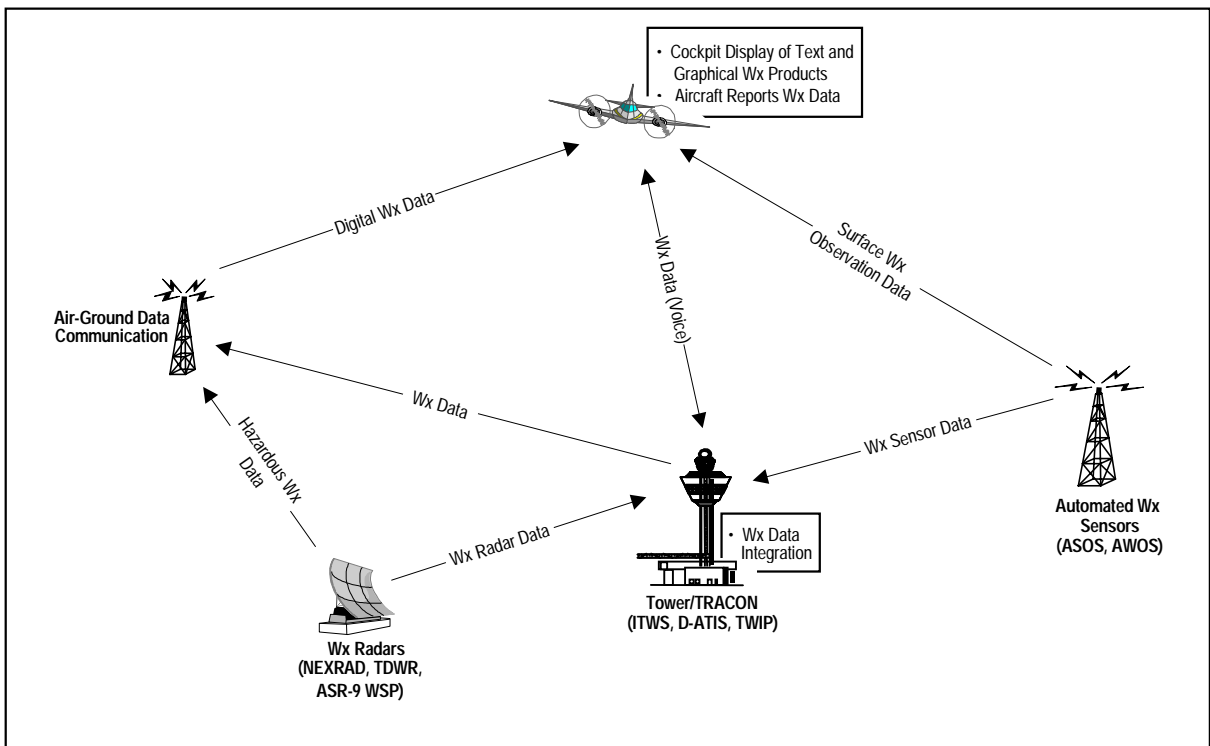 • Cockpit Display of Text and
Graphical Wx Products
• Aircraft Reports Wx Data
Digital Wx Data
Wx Data (Voice)
Surface Wx
Observation Data
Air-Ground Data
Communication
Wx Data
Hazardous Wx
Data
Wx Sensor Data
Automated Wx
Sensors
(ASOS, AWOS)
Wx Radar Data
• Wx Data
Integration
Tower/TRACON
(ITWS, D-ATIS, TWIP)
Wx Radars
(NEXRAD, TDWR,
ASR-9 WSP)